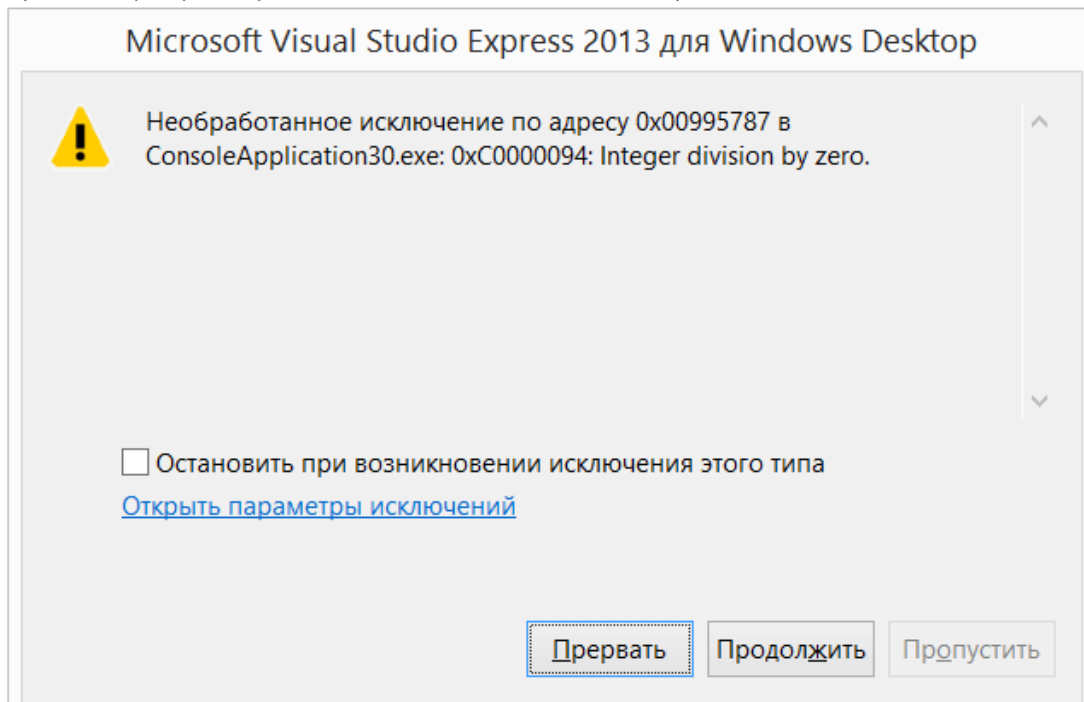 Microsoft Visual Studio Express 2013 для Windows Desktop
Необработанное исключение по адресу 0x00995787 в
ConsoleApplication30.exe: 0xC0000094: Integer division by zero.
Остановить при возникновении исключения этого типа
Открыть параметры исключений
Прервать Продолжить Пропустить